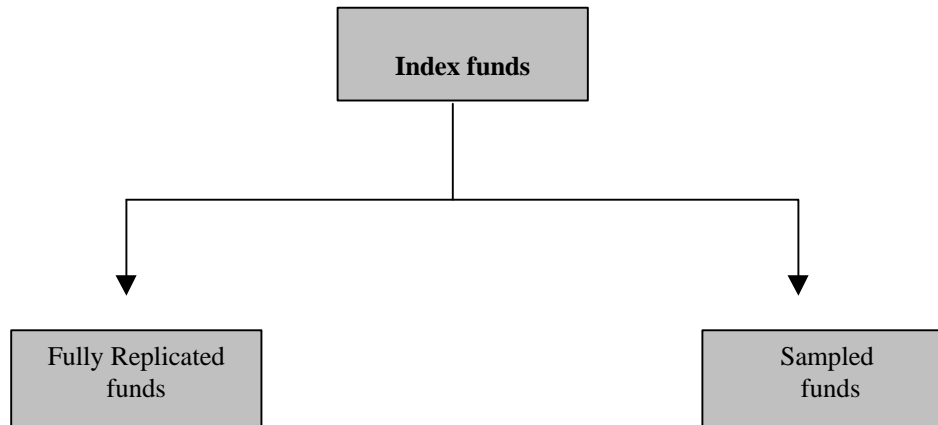 Index funds
Fully Replicated
funds
Sampled
funds